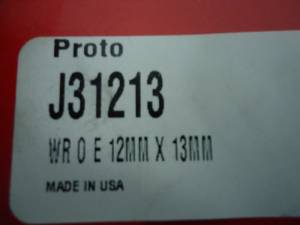 Proto
J31213
WR O E 12MM X 13MM
MADE IN USA